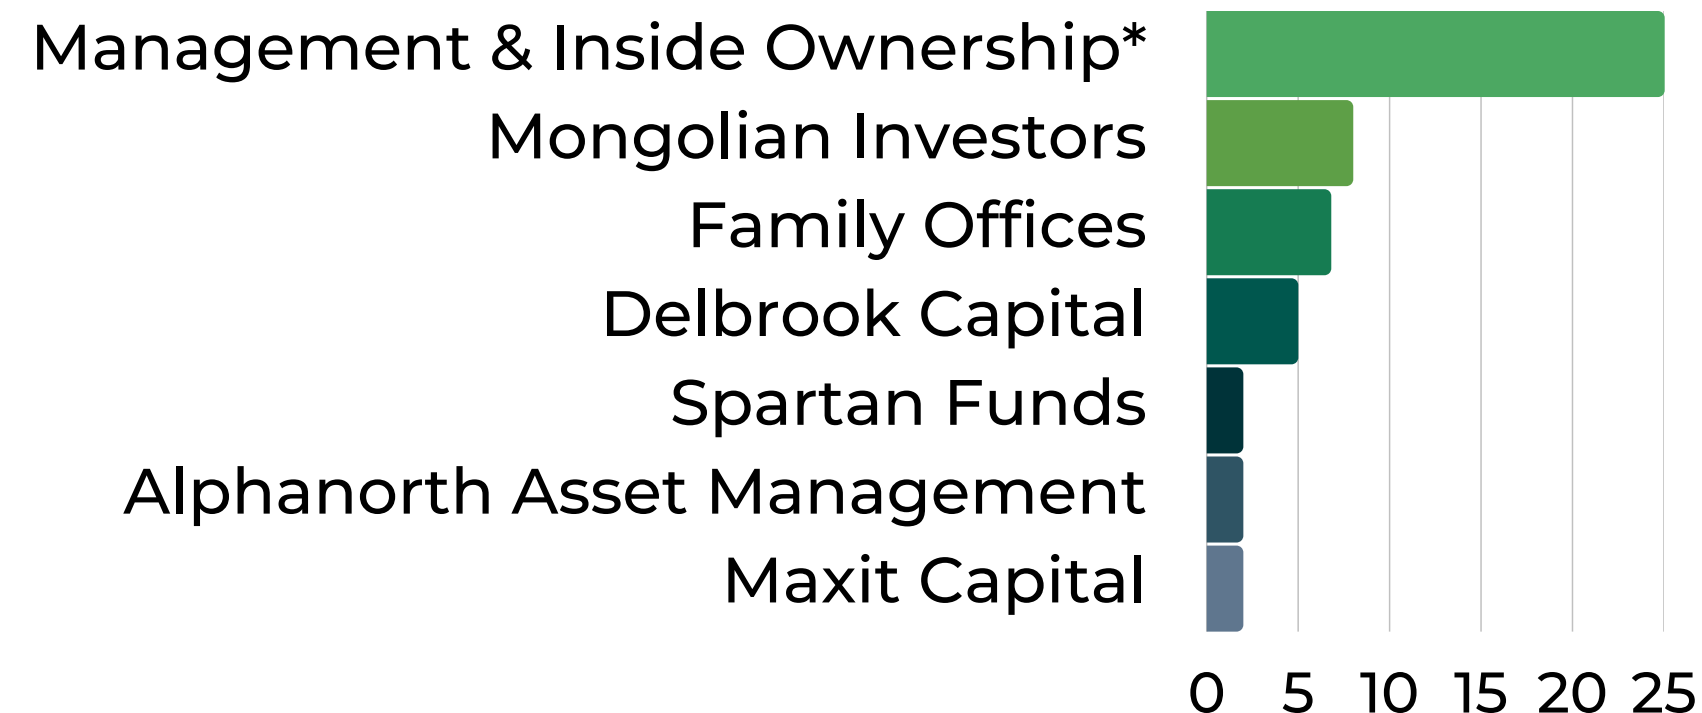 Management & Inside Ownership*
Mongolian Investors
Family Offices
Delbrook Capital
Spartan Funds
Alphanorth Asset Management
Maxit Capital
0 5 10 15 20 25